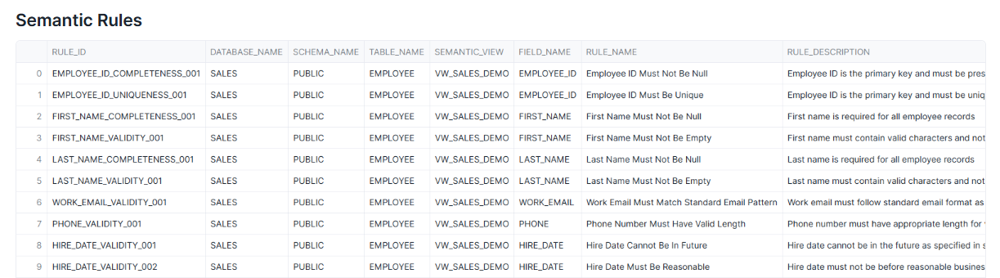 Semantic Rules
RULE_ID DATABASE_NAME SCHEMA_NAME TABLE_NAME SEMANTIC_VIEW FIELD_NAME RULE_NAME RULE_DESCRIPTION
0 EMPLOYEE_ID_COMPLETENESS_001 SALES PUBLIC EMPLOYEE VW_SALES_DEMO EMPLOYEE_ID Employee ID Must Not Be Null Employee ID is the primary key and must be pres
1 EMPLOYEE_ID_UNIQUENESS_001 SALES PUBLIC EMPLOYEE VW_SALES_DEMO EMPLOYEE_ID Employee ID Must Be Unique Employee ID is the primary key and must be uniq
2 FIRST_NAME_COMPLETENESS_001 SALES PUBLIC EMPLOYEE VW_SALES_DEMO FIRST_NAME First Name Must Not Be Null First name is required for all employee records
3 FIRST_NAME_VALIDITY_001 SALES PUBLIC EMPLOYEE VW_SALES_DEMO FIRST_NAME First Name Must Not Be Empty First name must contain valid characters and not
4 LAST_NAME_COMPLETENESS_001 SALES PUBLIC EMPLOYEE VW_SALES_DEMO LAST_NAME Last Name Must Not Be Null Last name is required for all employee records
5 LAST_NAME_VALIDITY_001 SALES PUBLIC EMPLOYEE VW_SALES_DEMO LAST_NAME Last Name Must Not Be Empty Last name must contain valid characters and not
6 WORK_EMAIL_VALIDITY_001 SALES PUBLIC EMPLOYEE VW_SALES_DEMO WORK_EMAIL Work Email Must Match Standard Email Pattern Work email must follow standard email format as
7 PHONE_VALIDITY_001 SALES PUBLIC EMPLOYEE VW_SALES_DEMO PHONE Phone Number Must Have Valid Length Phone number must have appropriate length for
8 HIRE_DATE_VALIDITY_001 SALES PUBLIC EMPLOYEE VW_SALES_DEMO HIRE_DATE Hire Date Cannot Be In Future Hire date cannot be in the future as specified in s
9 HIRE_DATE_VALIDITY_002 SALES PUBLIC EMPLOYEE VW_SALES_DEMO HIRE_DATE Hire Date Must Be Reasonable Hire date must not be before reasonable busines